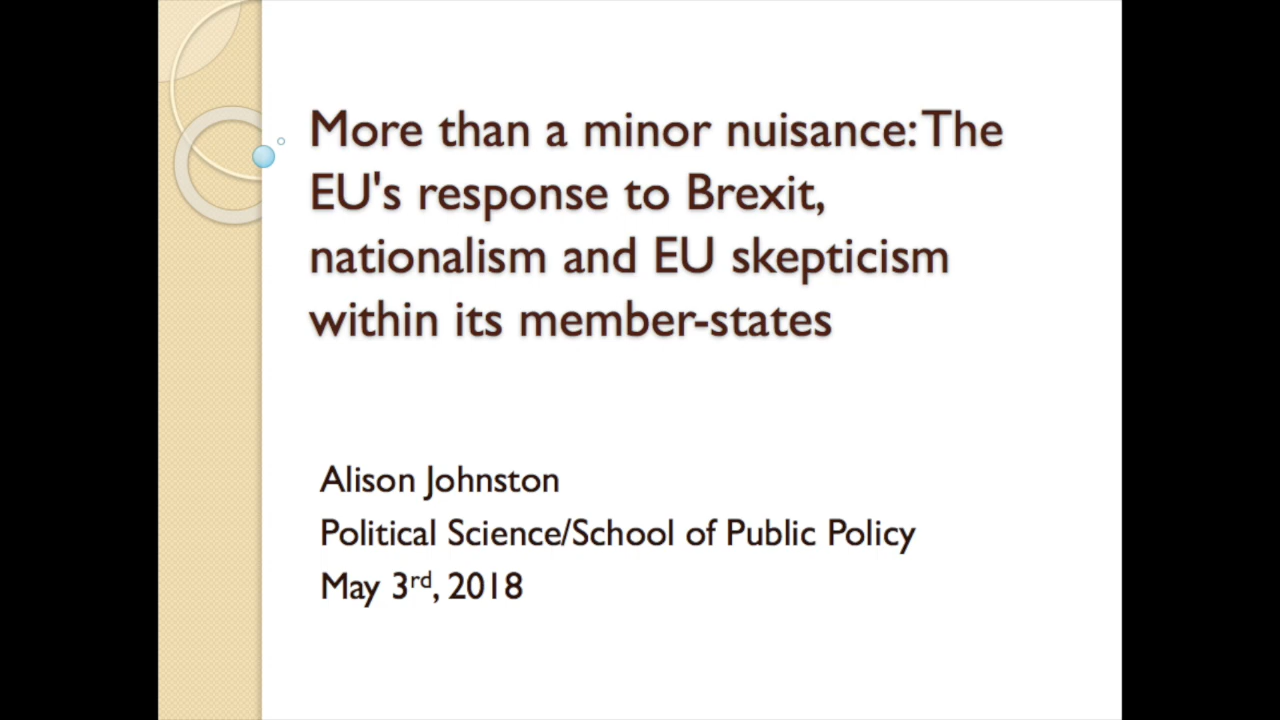 More than a minor nuisance: The
EU's response to Brexit,
nationalism and EU skepticism
within its member-states
Alison Johnston
Political Science/School of Public Policy
May 3rd, 2018